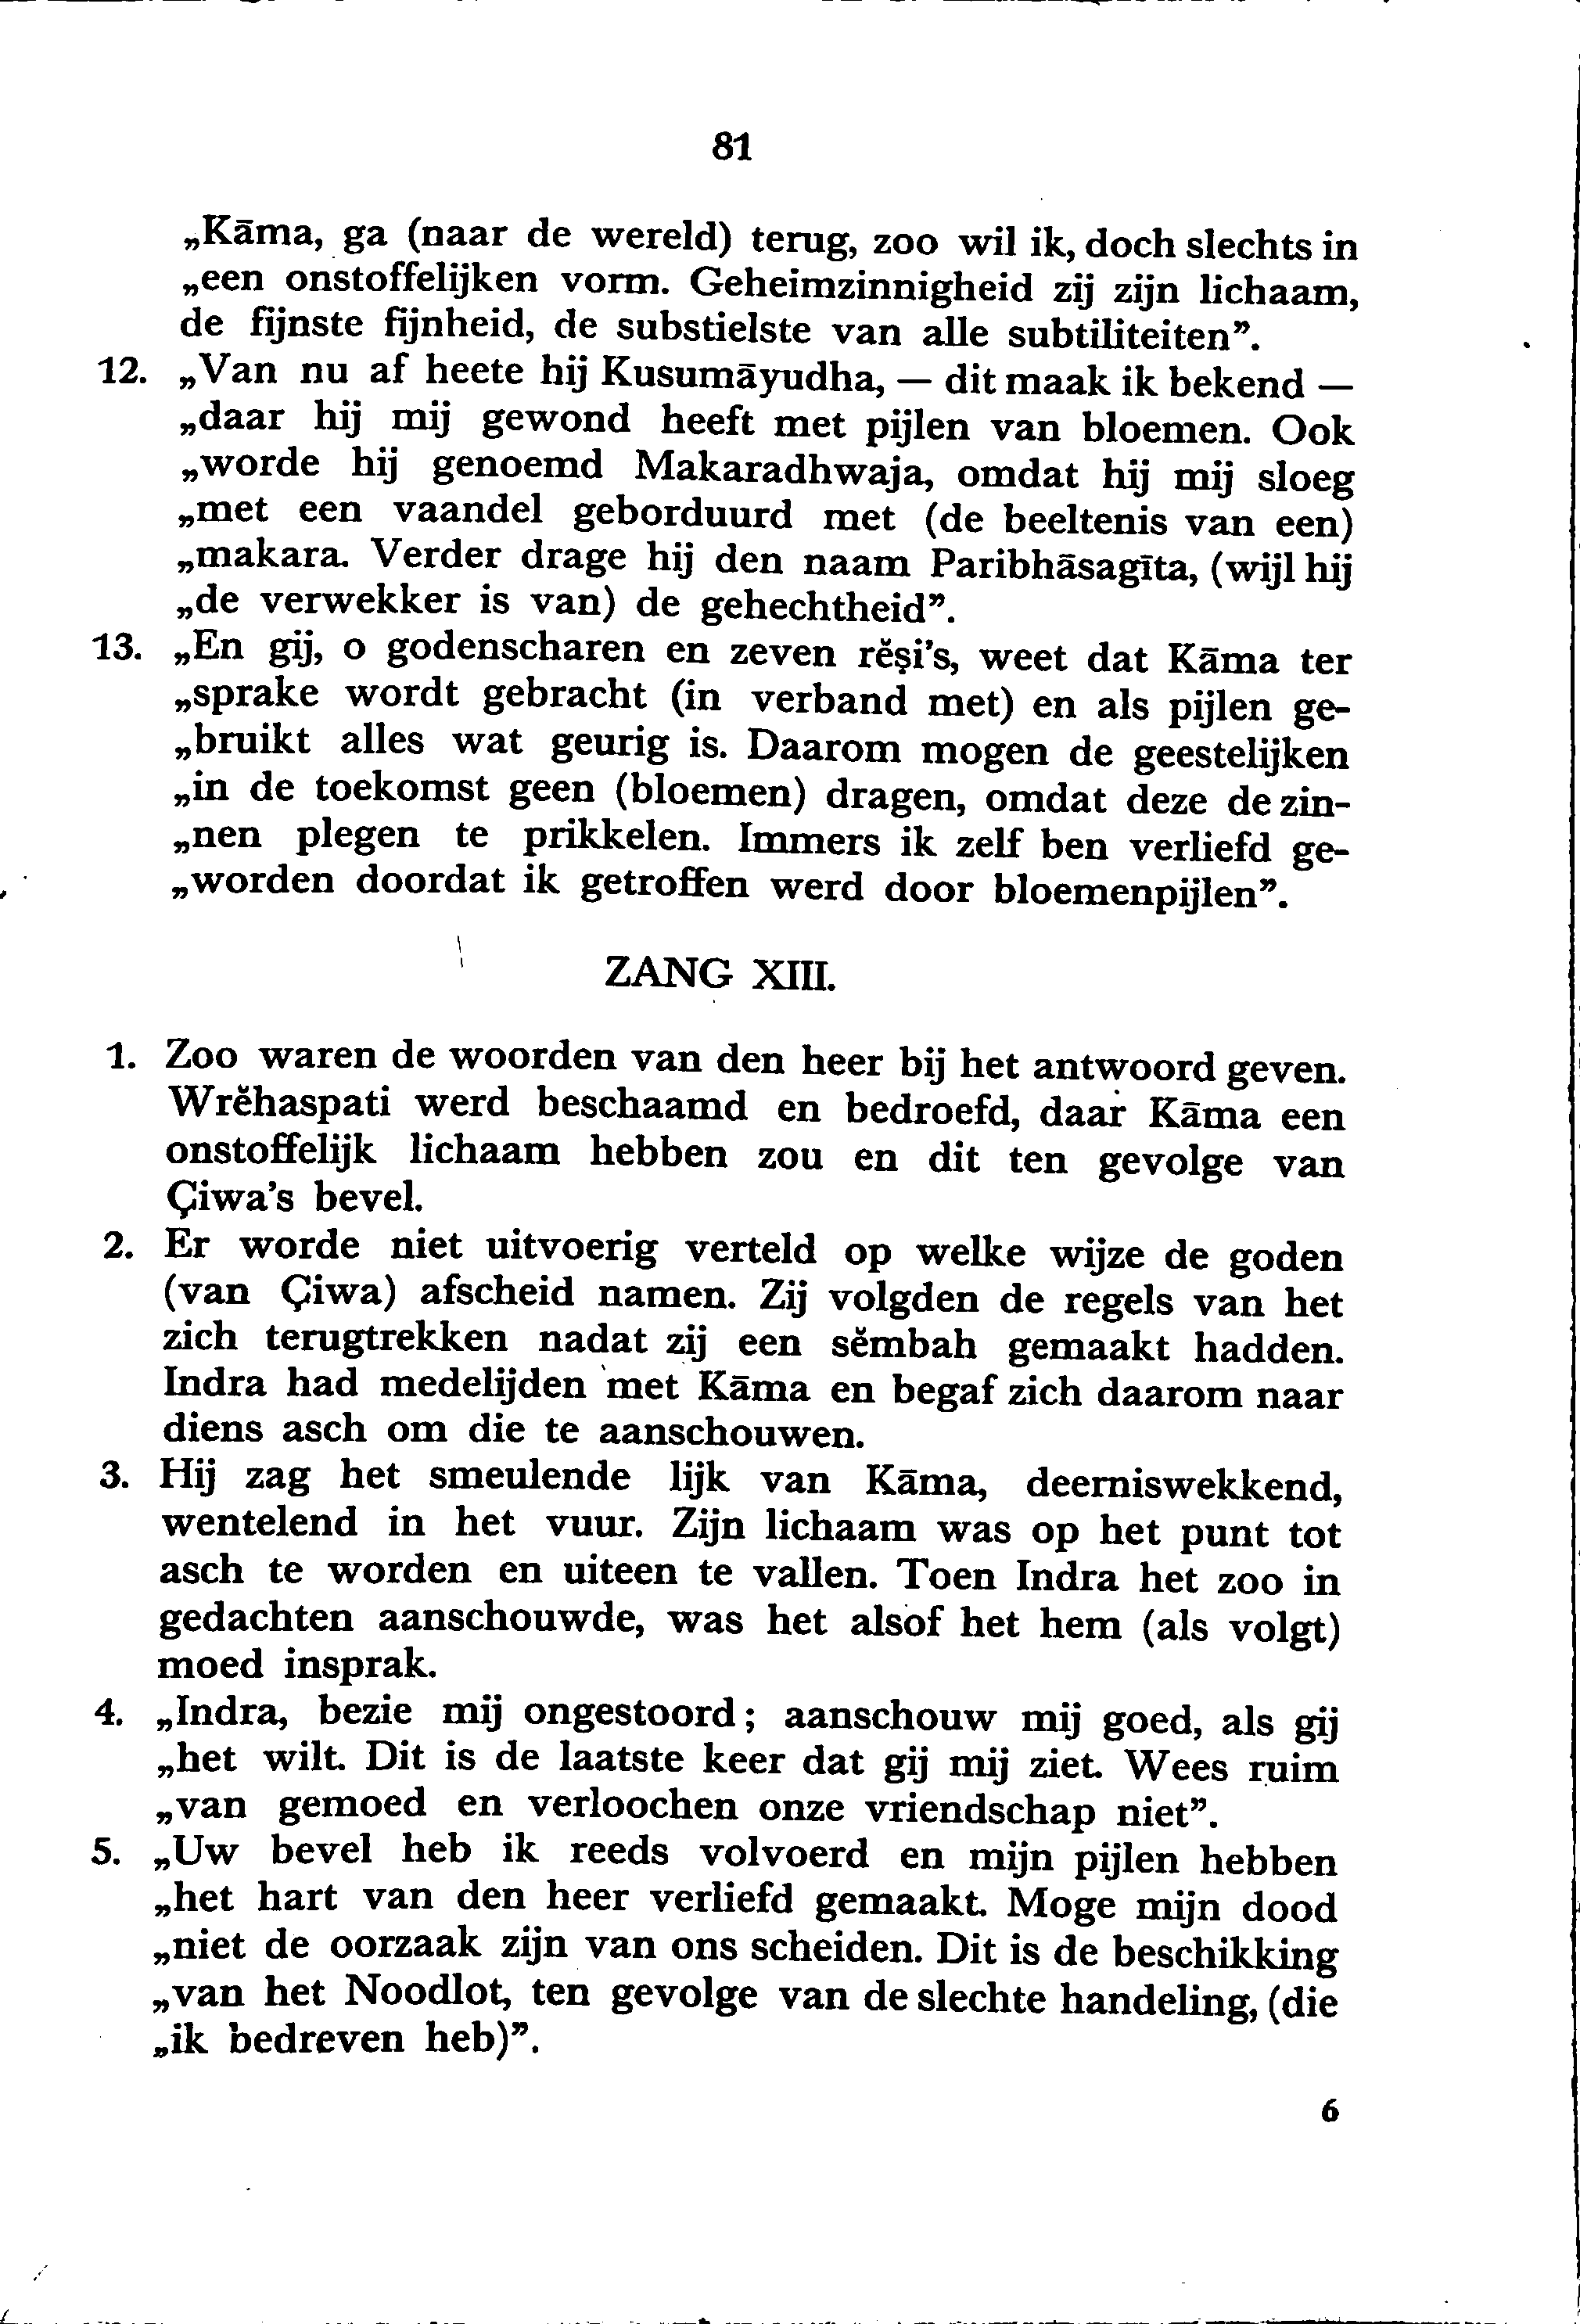 81
„Kāma, ga (naar de wereld) terug, zoo wil ik, doch slechts in
„een onstoffelijken vorm. Geheimzinnigheid zij zijn lichaam,
de fijnste fijnheid, de substielste van alle subtiliteiten”.
12. „Van nu af heete hij Kusumāyudha, — dit maak ik bekend —
„daar hij mij gewond heeft met pijlen van bloemen. Ook
„worde hij genoemd Makaradhwaja, omdat hij mij sloeg
„met een vaandel geborduurd met (de beeltenis van een)
„makara. Verder drage hij den naam Paribhāsagīta, (wijl hij
„de verwekker is van) de gehechtheid”.
13. „En gij, o godenscharen en zeven rĕṣi’s, weet dat Kāma ter
„sprake wordt gebracht (in verband met) en als pijlen ge-
„bruikt alles wat geurig is. Daarom mogen de geestelijken
„in de toekomst geen (bloemen) dragen, omdat deze de zin-
„nen plegen te prikkelen. Immers ik zelf ben verliefd ge-
„worden doordat ik getroffen werd door bloemenpijlen”.
ZANG XIII.
1. Zoo waren de woorden van den heer bij het antwoord geven.
Wrĕhaspati werd beschaamd en bedroefd, daar Kāma een
onstoffelijk lichaam hebben zou en dit ten gevolge van
Çiwa’s bevel.
2. Er worde niet uitvoerig verteld op welke wijze de goden
(van Çiwa) afscheid namen. Zij volgden de regels van het
zich terugtrekken nadat zij een sĕmbah gemaakt hadden.
Indra had medelijden met Kāma en begaf zich daarom naar
diens asch om die te aanschouwen.
3. Hij zag het smeulende lijk van Kāma, deerniswekkend,
wentelend in het vuur. Zijn lichaam was op het punt tot
asch te worden en uiteen te vallen. Toen Indra het zoo in
gedachten aanschouwde, was het alsof het hem (als volgt)
moed insprak.
4. „Indra, bezie mij ongestoord; aanschouw mij goed, als gij
„het wilt. Dit is de laatste keer dat gij mij ziet. Wees ruim
„van gemoed en verloochen onze vriendschap niet”.
5. „Uw bevel heb ik reeds volvoerd en mijn pijlen hebben
„het hart van den heer verliefd gemaakt. Moge mijn dood
„niet de oorzaak zijn van ons scheiden. Dit is de beschikking
„van het Noodlot, ten gevolge van de slechte handeling, (die
„ik bedreven heb)”.
6